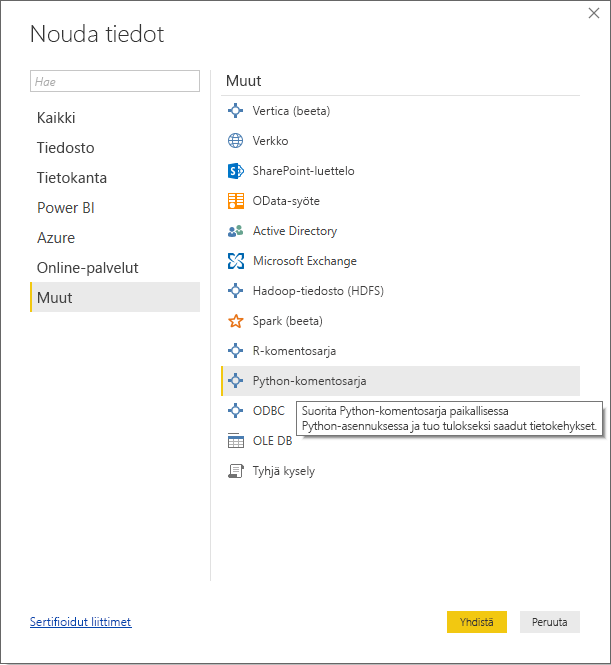 Nouda tiedot
Hae
Kaikki
Tiedosto
Tietokanta
Power BI
Azure
Online-palvelut
Muut
Muut
Vertica (beeta)
Verkko
SharePoint-luettelo
OData-syöte
Active Directory
Microsoft Exchange
Hadoop-tiedosto (HDFS)
Spark (beeta)
R-komentosarja
Python-komentosarja
ODBC
Suorita Python-komentosarja paikallisessa
Python-asennuksessa ja tuo tulokseksi saadut tietokehykset.
OLE DB
Tyhjä kysely
Sertifioidut liittimet
Yhdistä
Peruuta